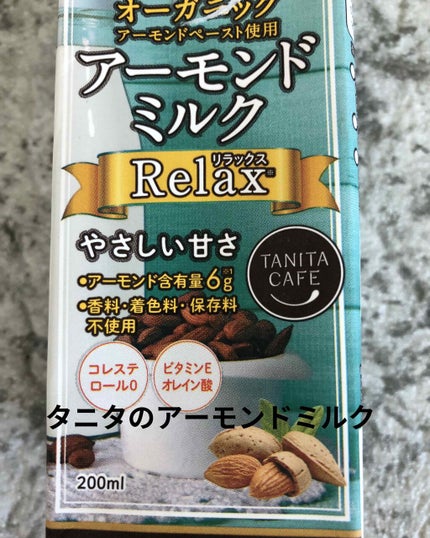 オーガニック
アーモンドペースト使用
アーモンド
ミルク
リラックス
Relax※
やさしい甘さ
•アーモンド含有量6g※1
•香料・着色料・保存料
不使用
TANITA
CAFE
コレステ
ロール0
ビタミンE
オレイン酸
タニタのアーモンドミルク
200ml